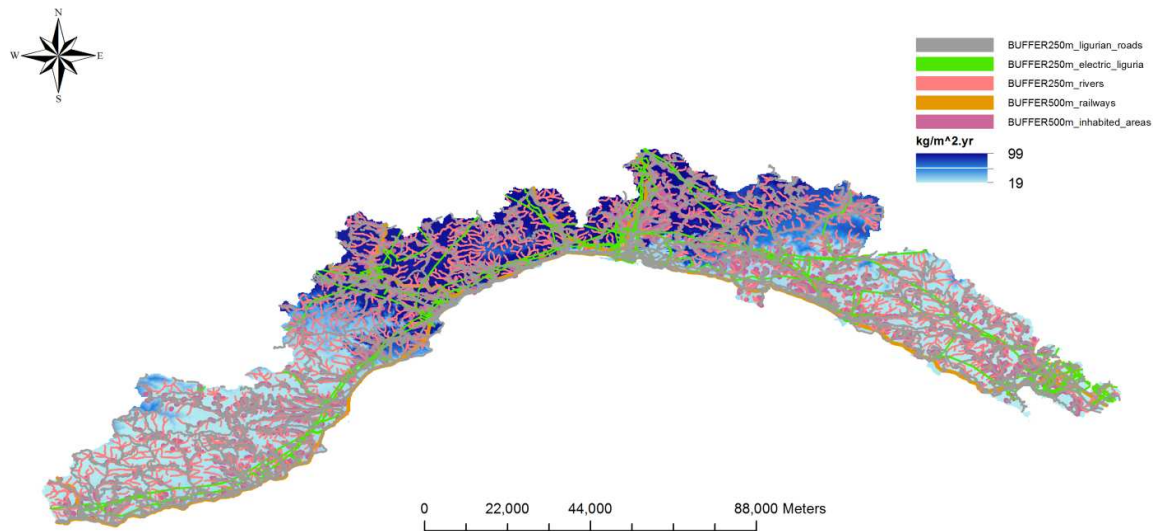 N
W E
S
BUFFER250m_ligurian_roads
BUFFER250m_electric_liguria
BUFFER250m_rivers
BUFFER500m_railways
BUFFER500m_inhabited_areas
kg/m^2.yr
99
19
0 22,000 44,000 88,000 Meters